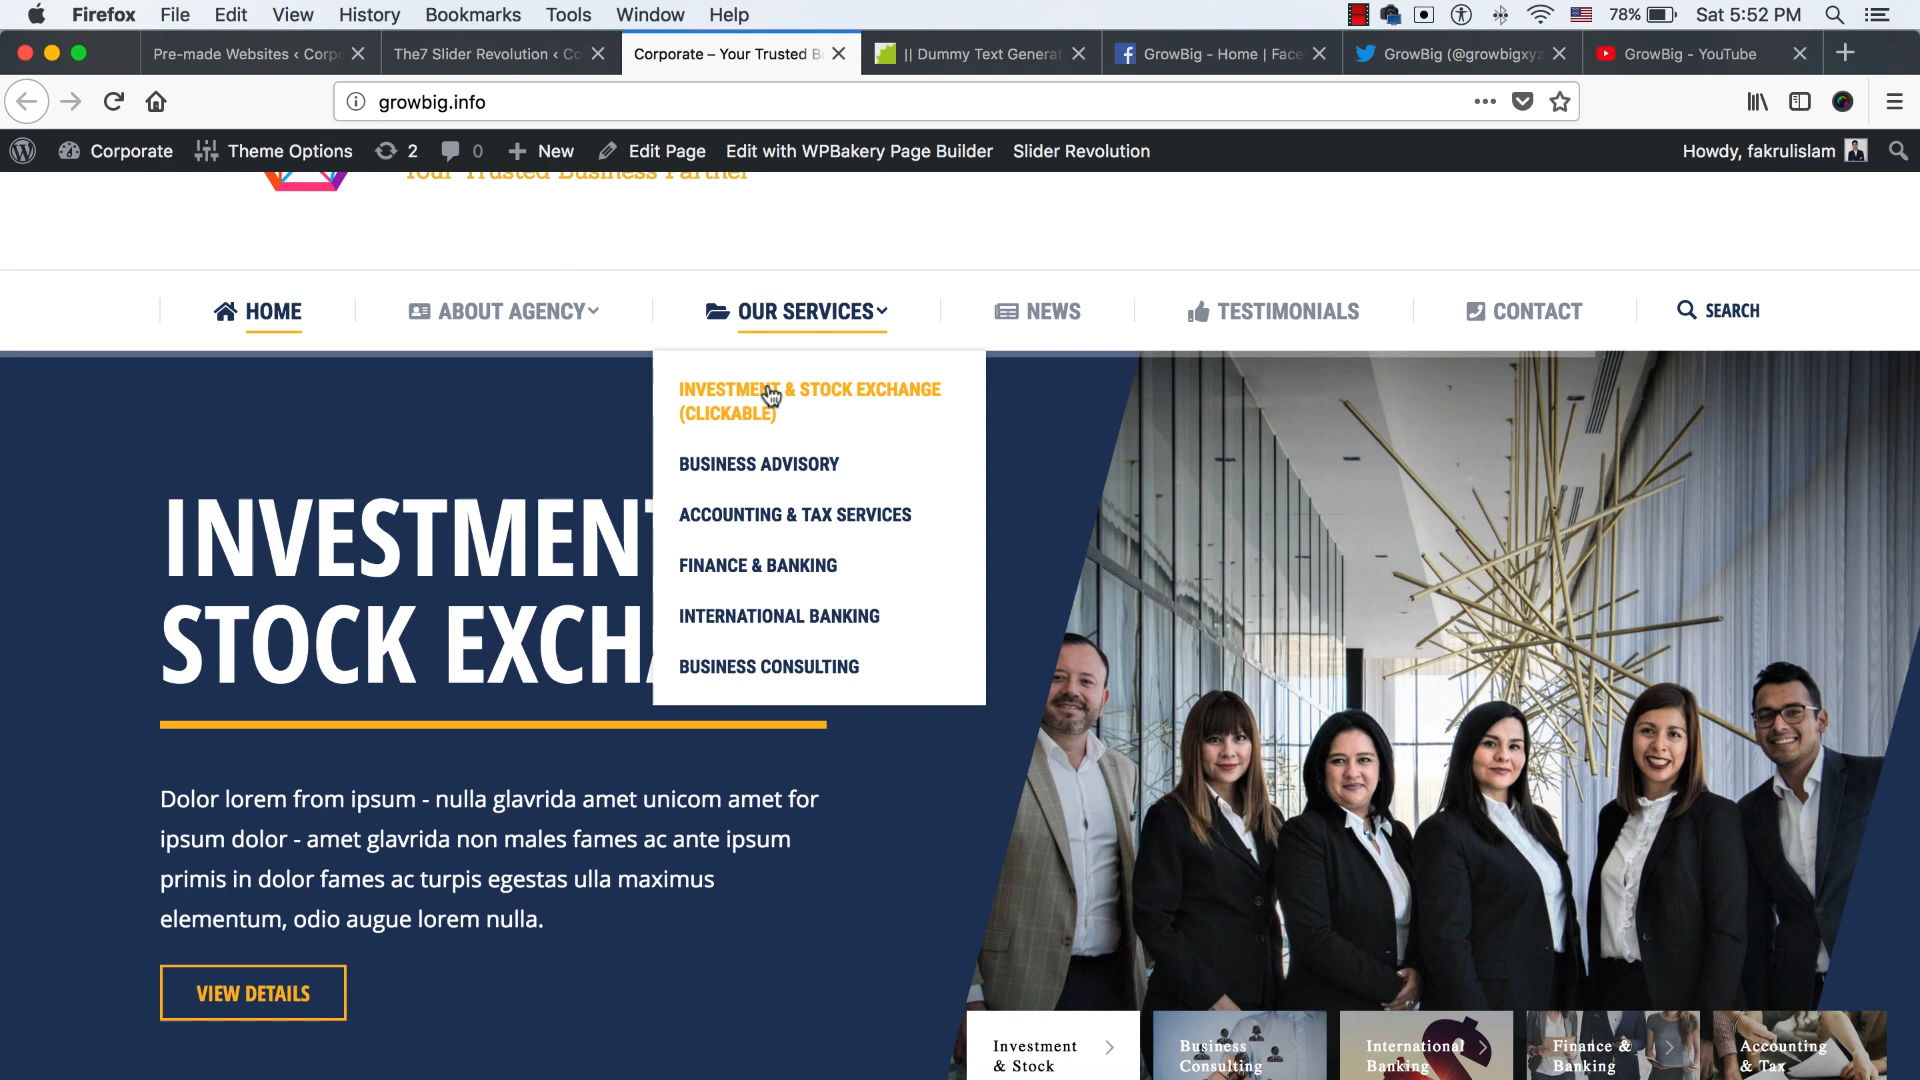 Firefox File Edit View History Bookmarks Tools Window Help 78% Sat 5:52 PM
Pre-made Websites ‹ Corp The7 Slider Revolution ‹ Co Corporate – Your Trusted B || Dummy Text Generat GrowBig - Home | Face GrowBig (@growbigxyz GrowBig - YouTube
growbig.info
Corporate Theme Options 2 0 New Edit Page Edit with WPBakery Page Builder Slider Revolution Howdy, fakrulislam
Your Trusted Business Partner
HOME ABOUT AGENCY OUR SERVICES NEWS TESTIMONIALS CONTACT SEARCH
INVESTMENT & STOCK EXCHANGE
(CLICKABLE)
BUSINESS ADVISORY
ACCOUNTING & TAX SERVICES
FINANCE & BANKING
INTERNATIONAL BANKING
BUSINESS CONSULTING
INVESTMENT
STOCK EXCH
Dolor lorem from ipsum - nulla glavrida amet unicom amet for
ipsum dolor - amet glavrida non males fames ac ante ipsum
primis in dolor fames ac turpis egestas ulla maximus
elementum, odio augue lorem nulla.
VIEW DETAILS
Investment
& Stock
Business
Consulting
International
Banking
Finance &
Banking
Accounting
& Tax